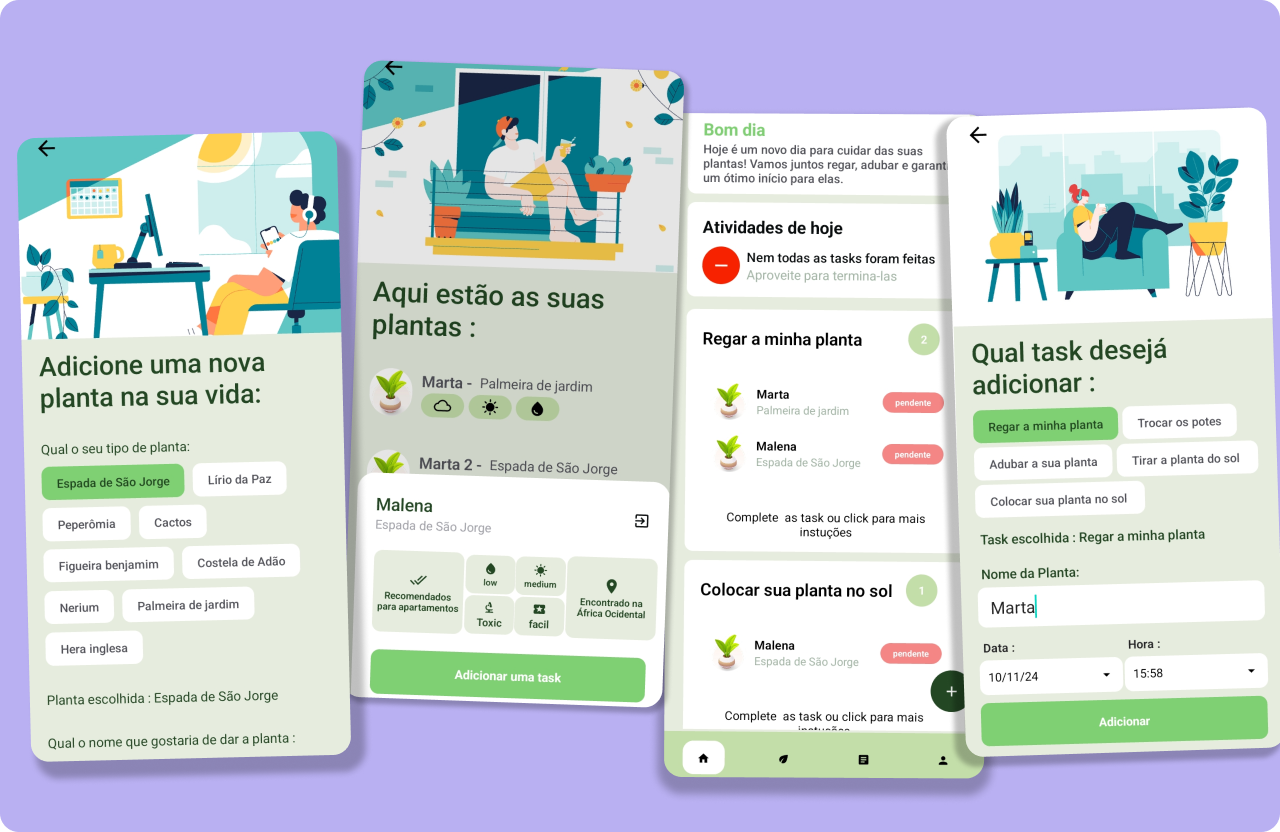 Adicione uma nova
planta na sua vida:
Qual o seu tipo de planta:
Espada de São Jorge
Lírio da Paz
Peperômia
Cactos
Figueira benjamim
Costela de Adão
Nerium
Palmeira de jardim
Hera inglesa
Planta escolhida : Espada de São Jorge
Qual o nome que gostaria de dar a planta :
Aqui estão as suas
plantas :
Marta - Palmeira de jardim
Marta 2 - Espada de São Jorge
Malena
Espada de São Jorge
Recomendados
para apartamentos
low
medium
Toxic
facil
Encontrado na
África Ocidental
Adicionar uma task
Bom dia
Hoje é um novo dia para cuidar das suas
plantas! Vamos juntos regar, adubar e garant
um ótimo início para elas.
Atividades de hoje
Nem todas as tasks foram feitas
Aproveite para termina-las
Regar a minha planta
2
Marta
Palmeira de jardim
pendente
Malena
Espada de São Jorge
pendente
Complete as task ou click para mais
instuções
Colocar sua planta no sol
1
Malena
Espada de São Jorge
pendente
Complete as task ou click para mais
instuções
Qual task desejá
adicionar :
Regar a minha planta
Trocar os potes
Adubar a sua planta
Tirar a planta do sol
Colocar sua planta no sol
Task escolhida : Regar a minha planta
Nome da Planta:
Marta
Data :
Hora :
10/11/24
15:58
Adicionar